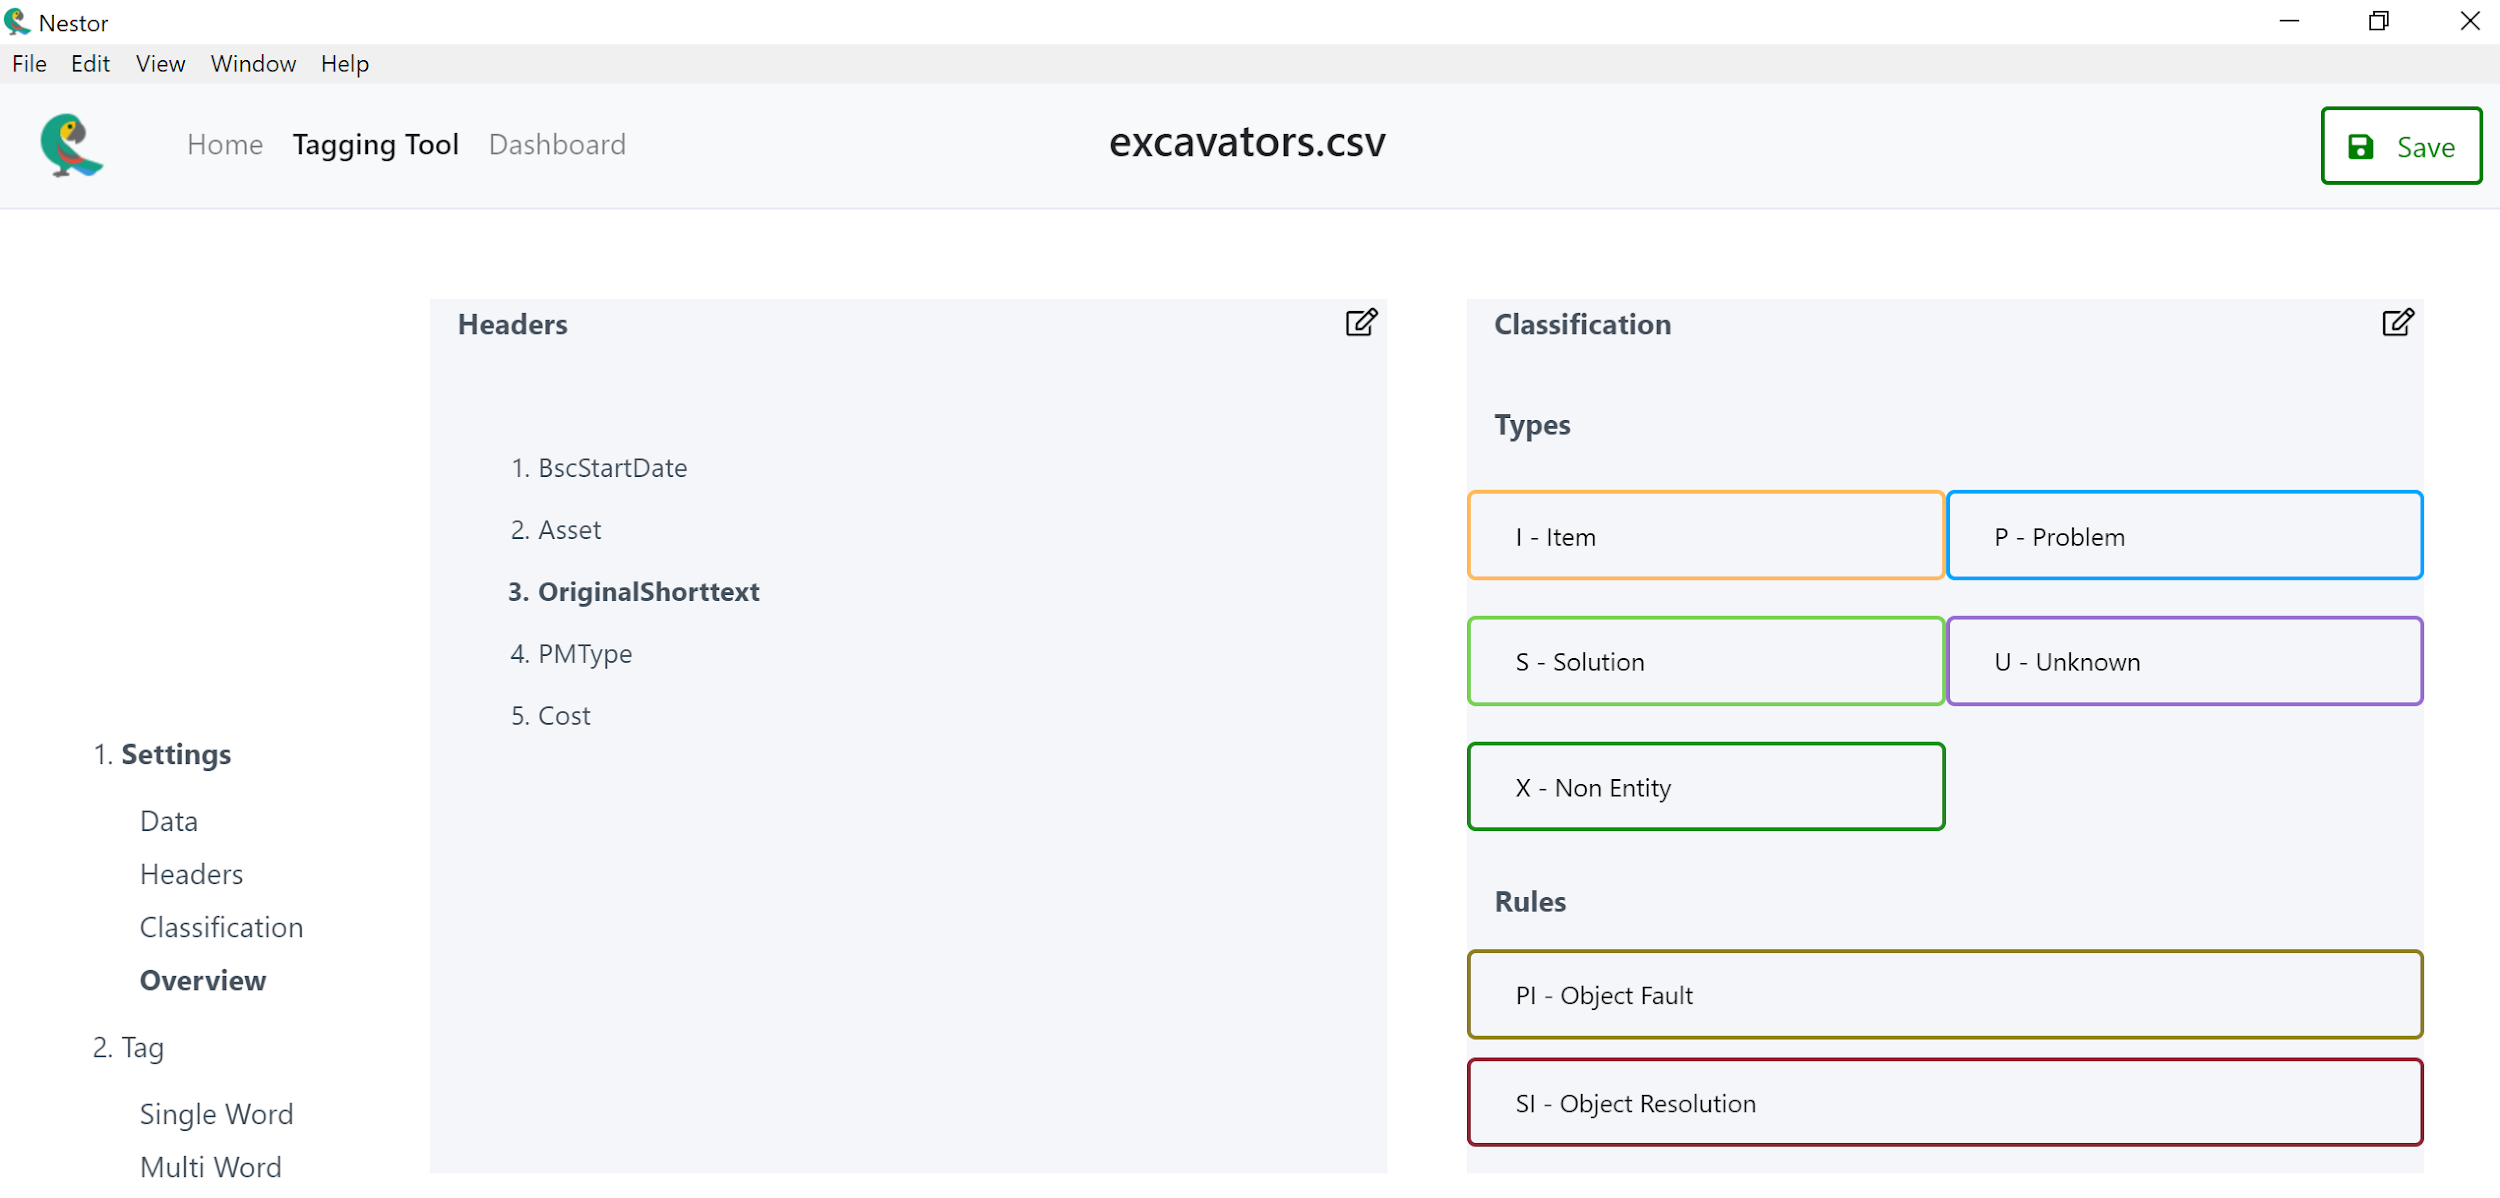 Nestor
File Edit View Window Help
Home Tagging Tool Dashboard
excavators.csv
Save
1. Settings
Data
Headers
Classification
Overview
2. Tag
Single Word
Multi Word
Headers
1. BscStartDate
2. Asset
3. OriginalShorttext
4. PMType
5. Cost
Classification
Types
I - Item
P - Problem
S - Solution
U - Unknown
X - Non Entity
Rules
PI - Object Fault
SI - Object Resolution